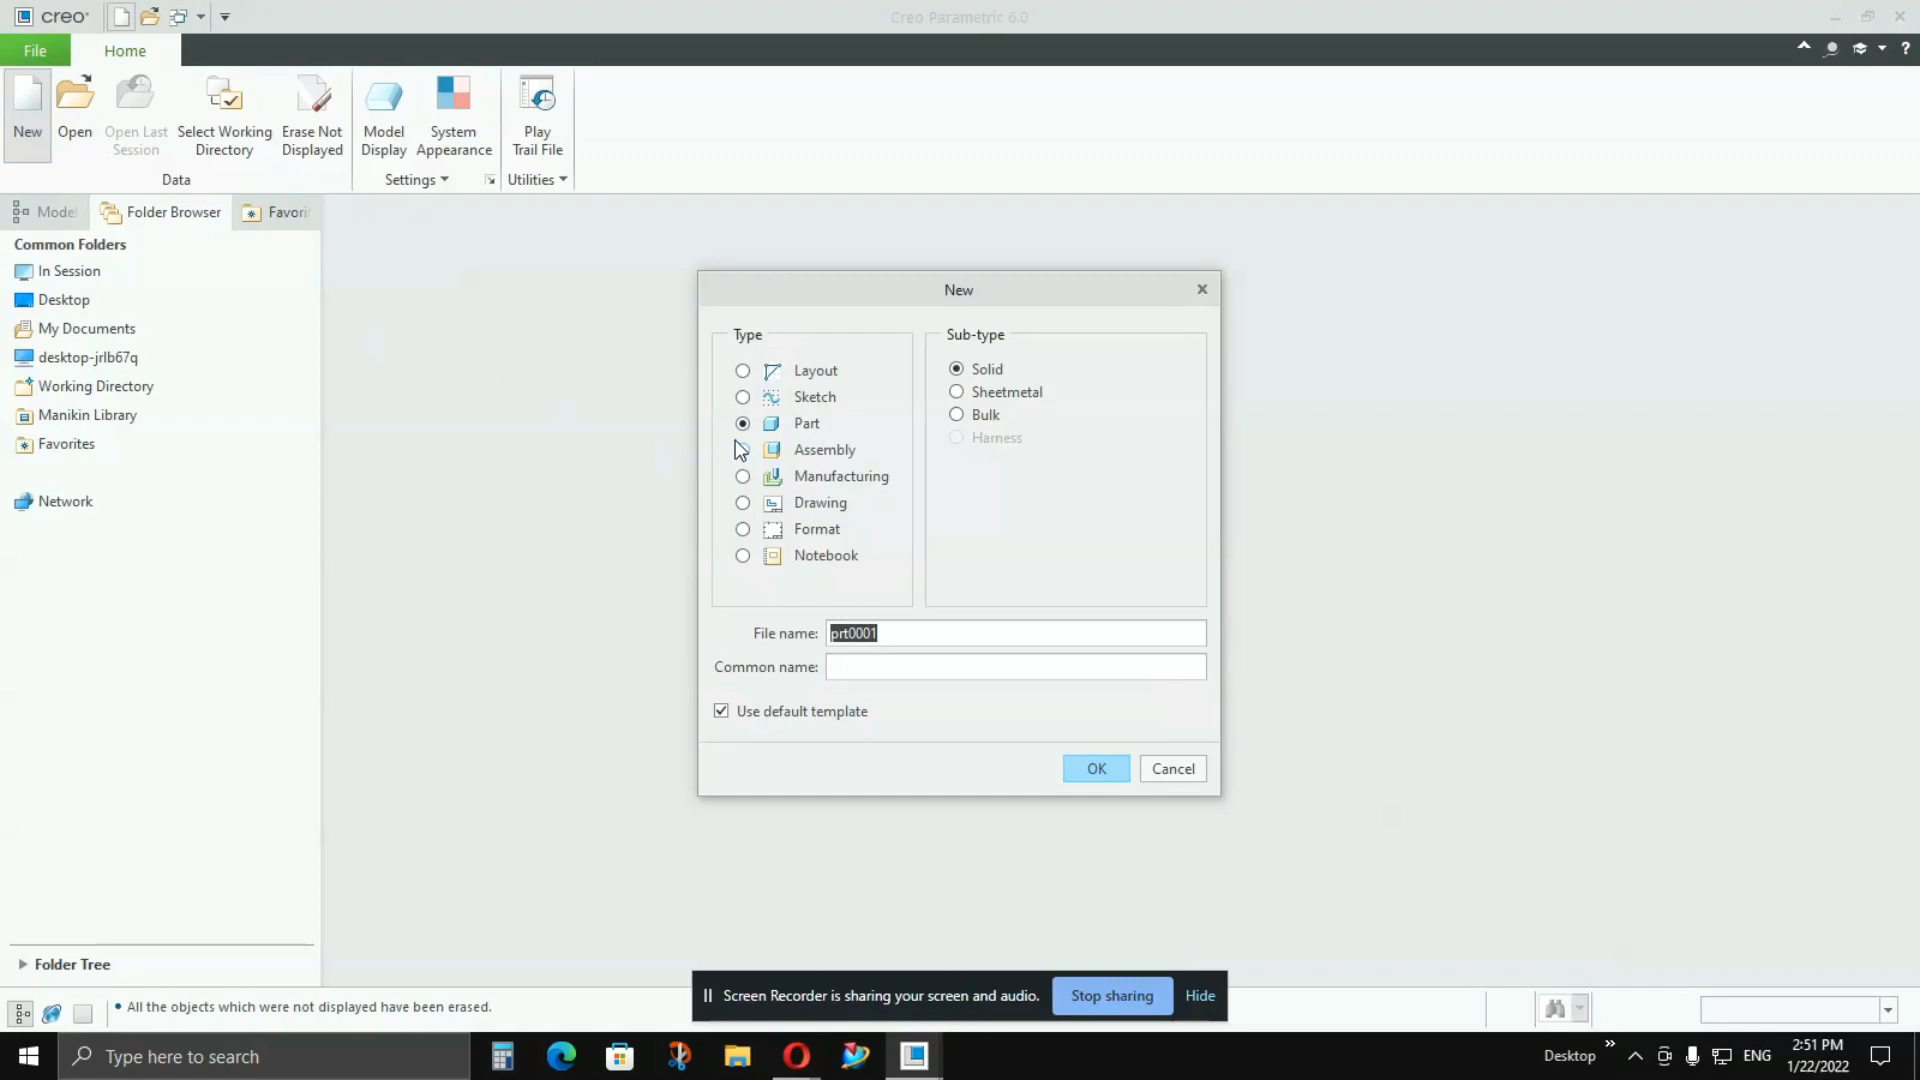 creo
Creo Parametric 6.0
File
Home
New
Open
Open Last Session
Select Working Directory
Erase Not Displayed
Model Display
System Appearance
Play Trail File
Data
Settings
Utilities
Model
Folder Browser
Favori
Common Folders
In Session
Desktop
My Documents
desktop-jrlb67q
Working Directory
Manikin Library
Favorites
Network
Folder Tree
New
Type
Layout
Sketch
Part
Assembly
Manufacturing
Drawing
Format
Notebook
Sub-type
Solid
Sheetmetal
Bulk
Harness
File name: prt0001
Common name:
Use default template
OK
Cancel
Screen Recorder is sharing your screen and audio.
Stop sharing
Hide
All the objects which were not displayed have been erased.
Type here to search
Desktop
ENG
2:51 PM
1/22/2022